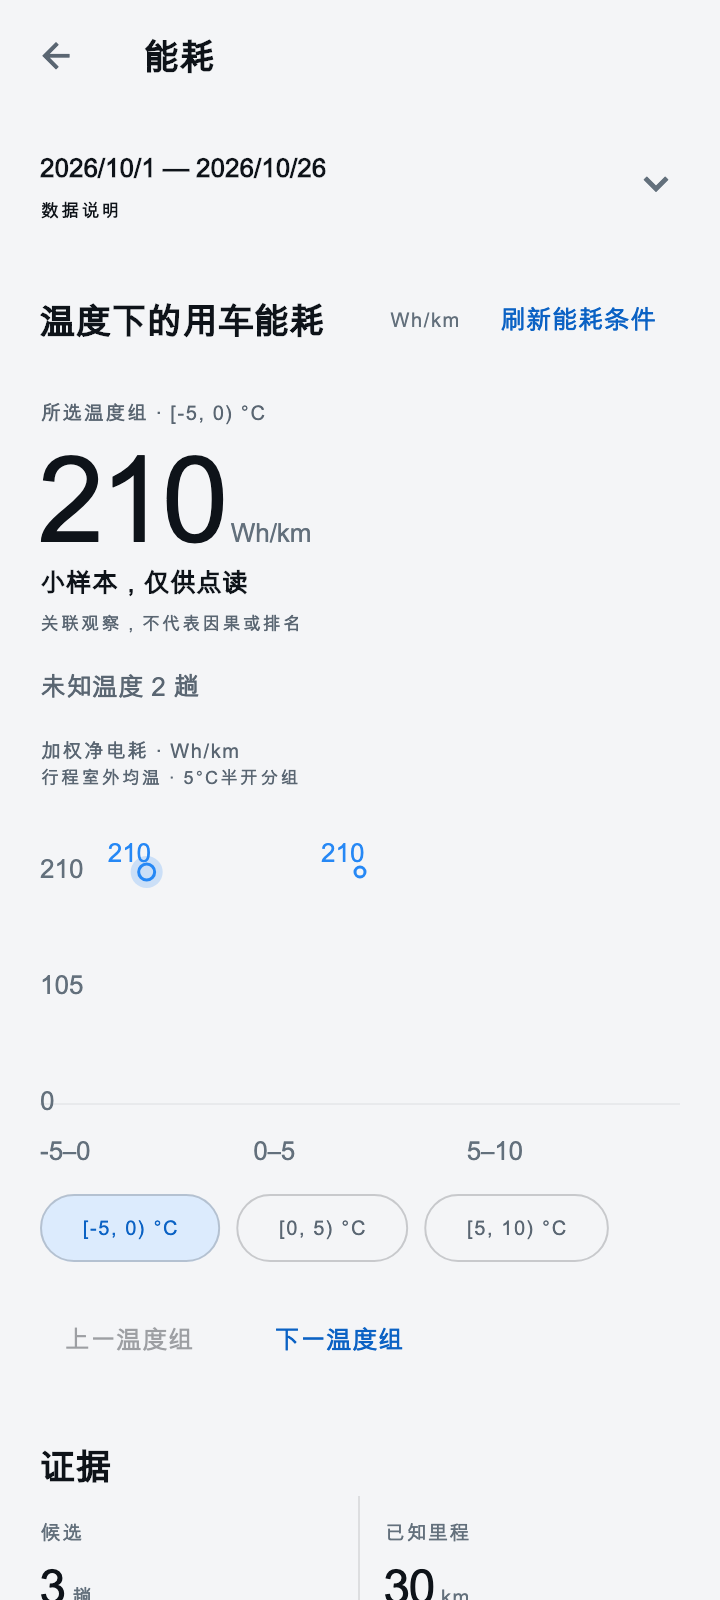 能耗
2026/10/1 — 2026/10/26
数据说明
温度下的用车能耗 Wh/km 刷新能耗条件
所选温度组 · [-5, 0) °C
210 Wh/km
小样本，仅供点读
关联观察，不代表因果或排名
未知温度 2 趟
加权净电耗 · Wh/km
行程室外均温 · 5°C半开分组
210 210
210
105
0
-5–0 0–5 5–10
[-5, 0) °C [0, 5) °C [5, 10) °C
上一温度组 下一温度组
证据
候选 已知里程
3 趟 30 km